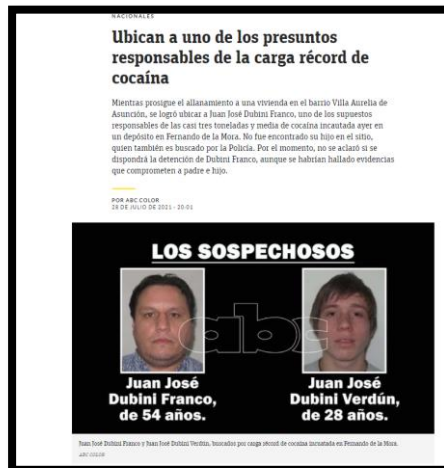 NACIONALES
Ubican a uno de los presuntos
responsables de la carga récord de
cocaína
Mientras prosigue el allanamiento a una vivienda en el barrio Villa Aurelia de
Asunción, se logró ubicar a Juan José Dubini Franco, uno de los supuestos
responsables de las casi tres toneladas y media de cocaína incautada ayer en
un depósito en Fernando de la Mora. No fue encontrado su hijo en el sitio,
quien también es buscado por la Policía. Por el momento, no se aclaró si se
dispondrá la detención de Dubini Franco, aunque se habrían hallado evidencias
que comprometen a padre e hijo.
POR ABC COLOR
28 DE JULIO DE 2021 - 20:01
LOS SOSPECHOSOS
abc
Juan José
Dubini Franco,
de 54 años.
Juan José
Dubini Verdún,
de 28 años.
Juan José Dubini Franco y Juan José Dubini Verdún, buscados por carga récord de cocaína incautada en Fernando de la Mora.
ABC COLOR